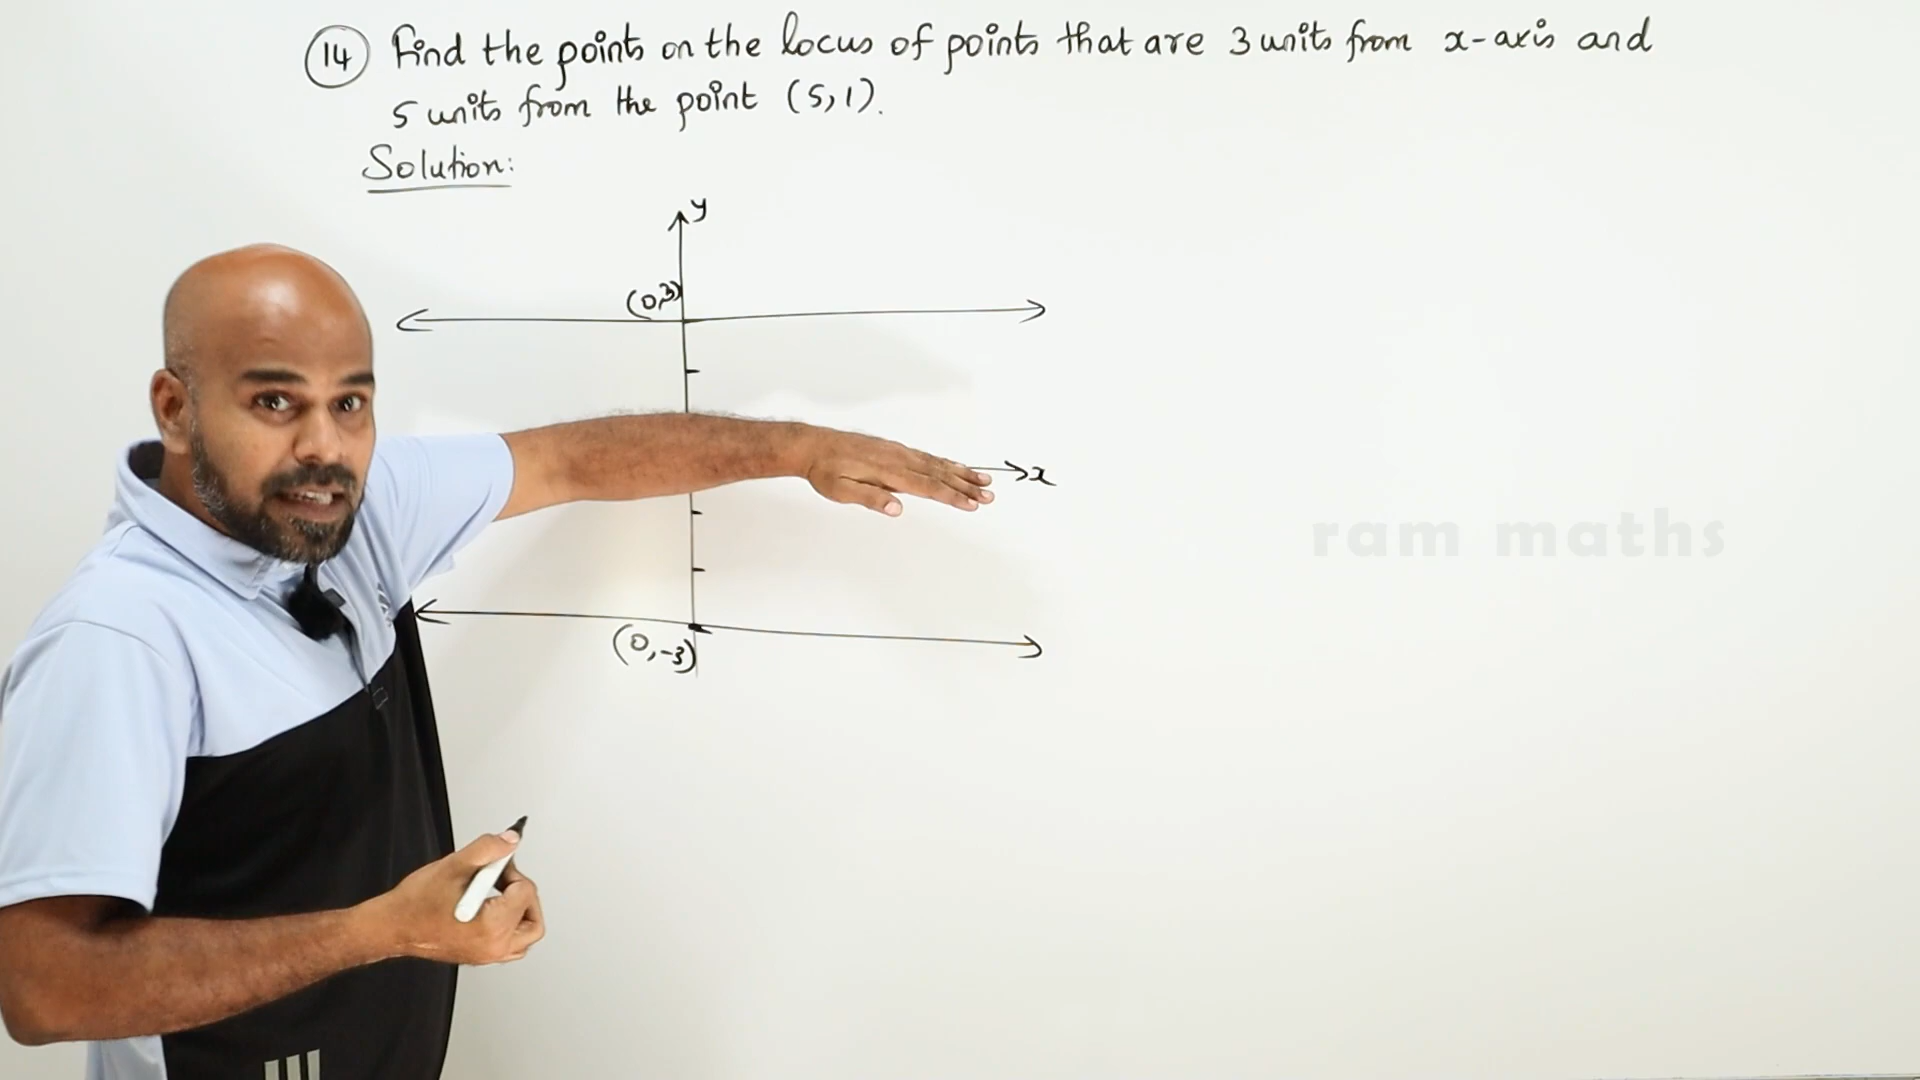 14 Find the points on the locus of points that are 3 units from x-axis and
5 units from the point (5,1).
Solution:
y
(0,3)
x
ram maths
(0,-3)